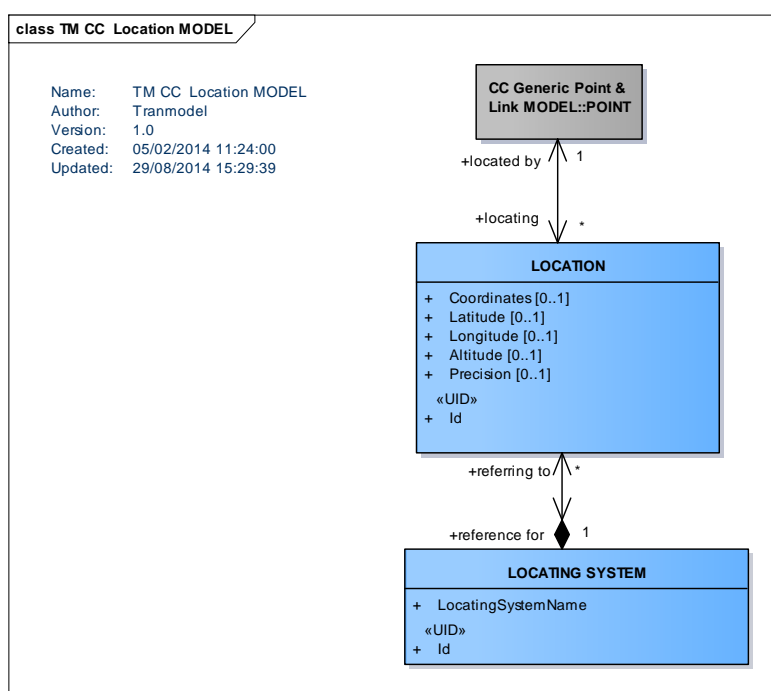 class TM CC Location MODEL
Name: TM CC Location MODEL
Author: Tranmodel
Version: 1.0
Created: 05/02/2014 11:24:00
Updated: 29/08/2014 15:29:39
CC Generic Point &
Link MODEL::POINT
+located by 1
+locating *
LOCATION
+ Coordinates [0..1]
+ Latitude [0..1]
+ Longitude [0..1]
+ Altitude [0..1]
+ Precision [0..1]
«UID»
+ Id
+referring to *
+reference for 1
LOCATING SYSTEM
+ LocatingSystemName
«UID»
+ Id